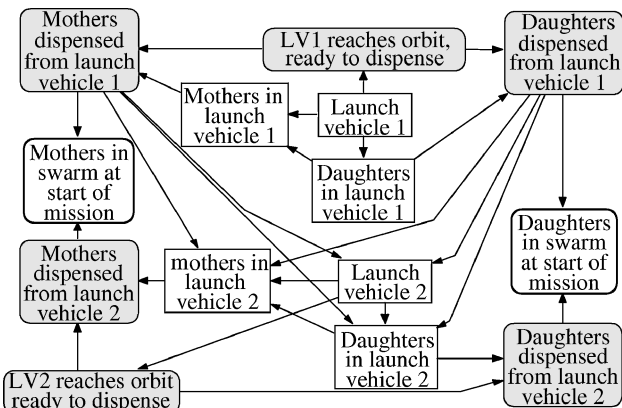 Mothers
dispensed
from launch
vehicle 1
LV1 reaches orbit,
ready to dispense
Daughters
dispensed
from launch
vehicle 1
Mothers in
launch
vehicle 1
Launch
vehicle 1
Mothers in
swarm at
start of
mission
Daughters
in launch
vehicle 1
Daughters
in swarm
at start of
mission
Mothers
dispensed
from launch
vehicle 2
mothers in
launch
vehicle 2
Launch
vehicle 2
Daughters
in launch
vehicle 2
Daughters
dispensed
from launch
vehicle 2
LV2 reaches orbit
ready to dispense